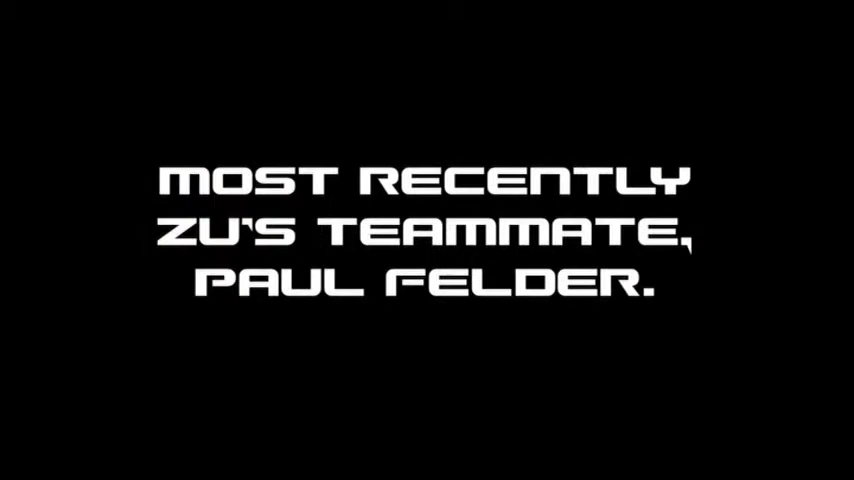 MOST RECENTLY
ZU'S TEAMMATE,
PAUL FELDER.